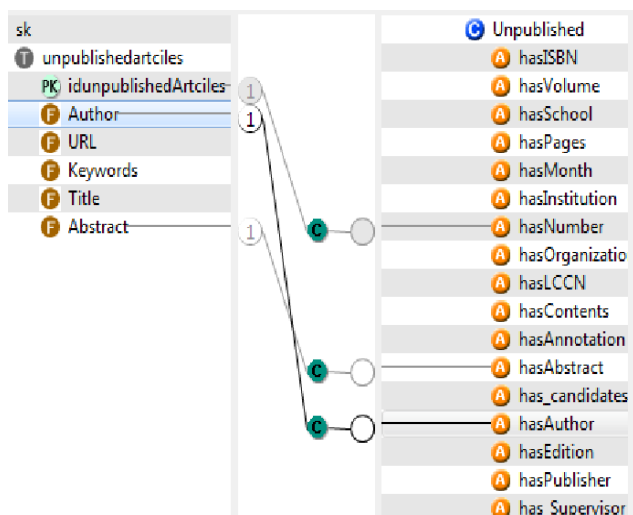 sk
T unpublishedartciles
PK idunpublishedArtciles
F Author
F URL
F Keywords
F Title
F Abstract
1
1
1
C
C
C
C Unpublished
A hasISBN
A hasVolume
A hasSchool
A hasPages
A hasMonth
A hasInstitution
A hasNumber
A hasOrganizatio
A hasLCCN
A hasContents
A hasAnnotation
A hasAbstract
A has_candidates
A hasAuthor
A hasEdition
A hasPublisher
A has_Supervisor